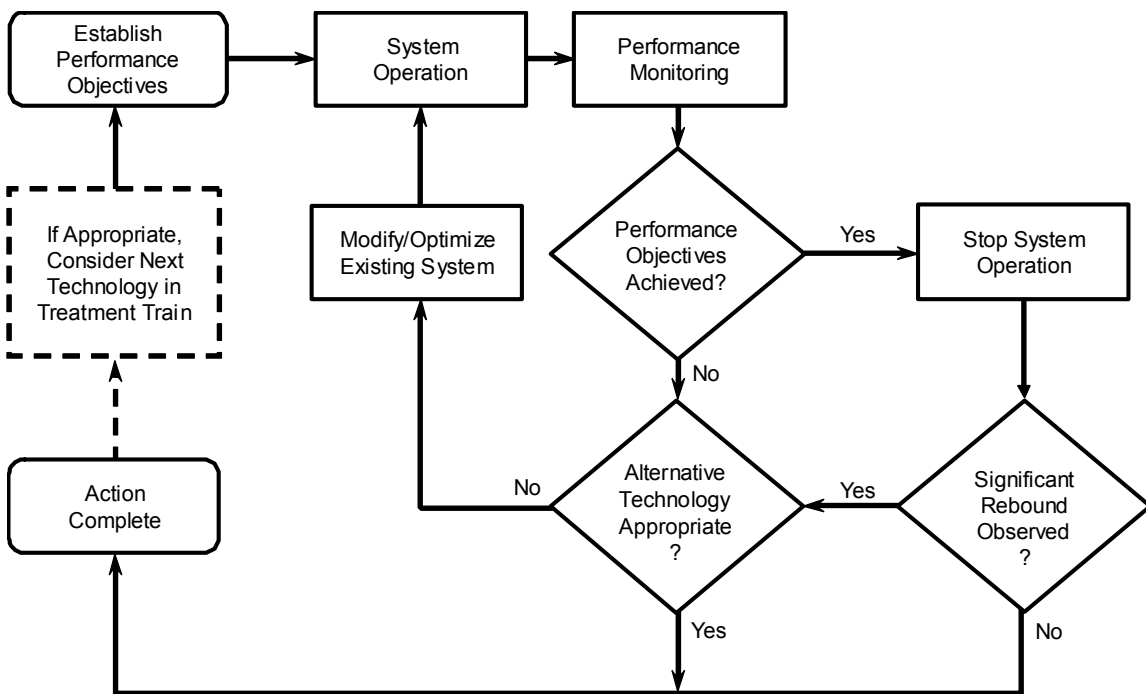 Establish
Performance
Objectives
System
Operation
Performance
Monitoring
If Appropriate,
Consider Next
Technology in
Treatment Train
Modify/Optimize
Existing System
Performance
Objectives
Achieved?
Yes
Stop System
Operation
No
Action
Complete
No
Alternative
Technology
Appropriate
?
Yes
Significant
Rebound
Observed
?
Yes
No